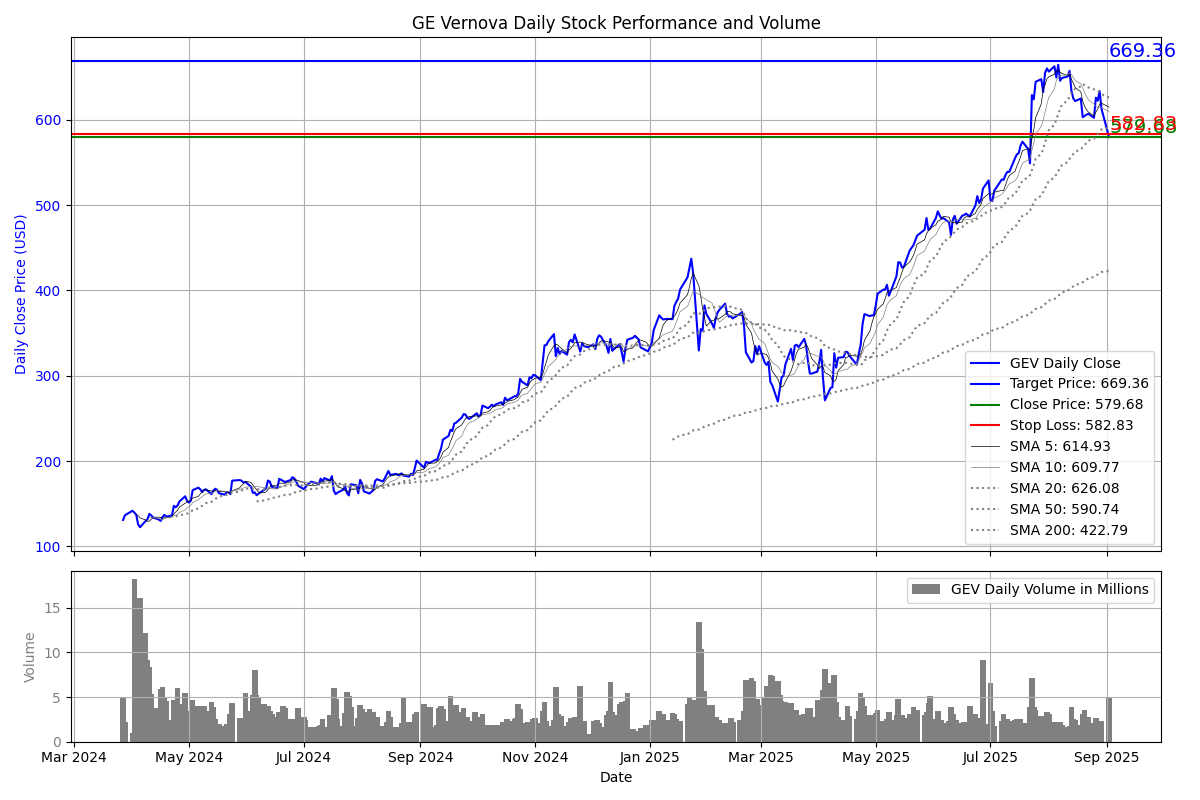 GE Vernova Daily Stock Performance and Volume
669.36
582.83
579.68
600
500
400
300
200
100
Daily Close Price (USD)
GEV Daily Close
Target Price: 669.36
Close Price: 579.68
Stop Loss: 582.83
SMA 5: 614.93
SMA 10: 609.77
SMA 20: 626.08
SMA 50: 590.74
SMA 200: 422.79
GEV Daily Volume in Millions
15
10
5
0
Volume
Mar 2024 May 2024 Jul 2024 Sep 2024 Nov 2024 Jan 2025 Mar 2025 May 2025 Jul 2025 Sep 2025
Date